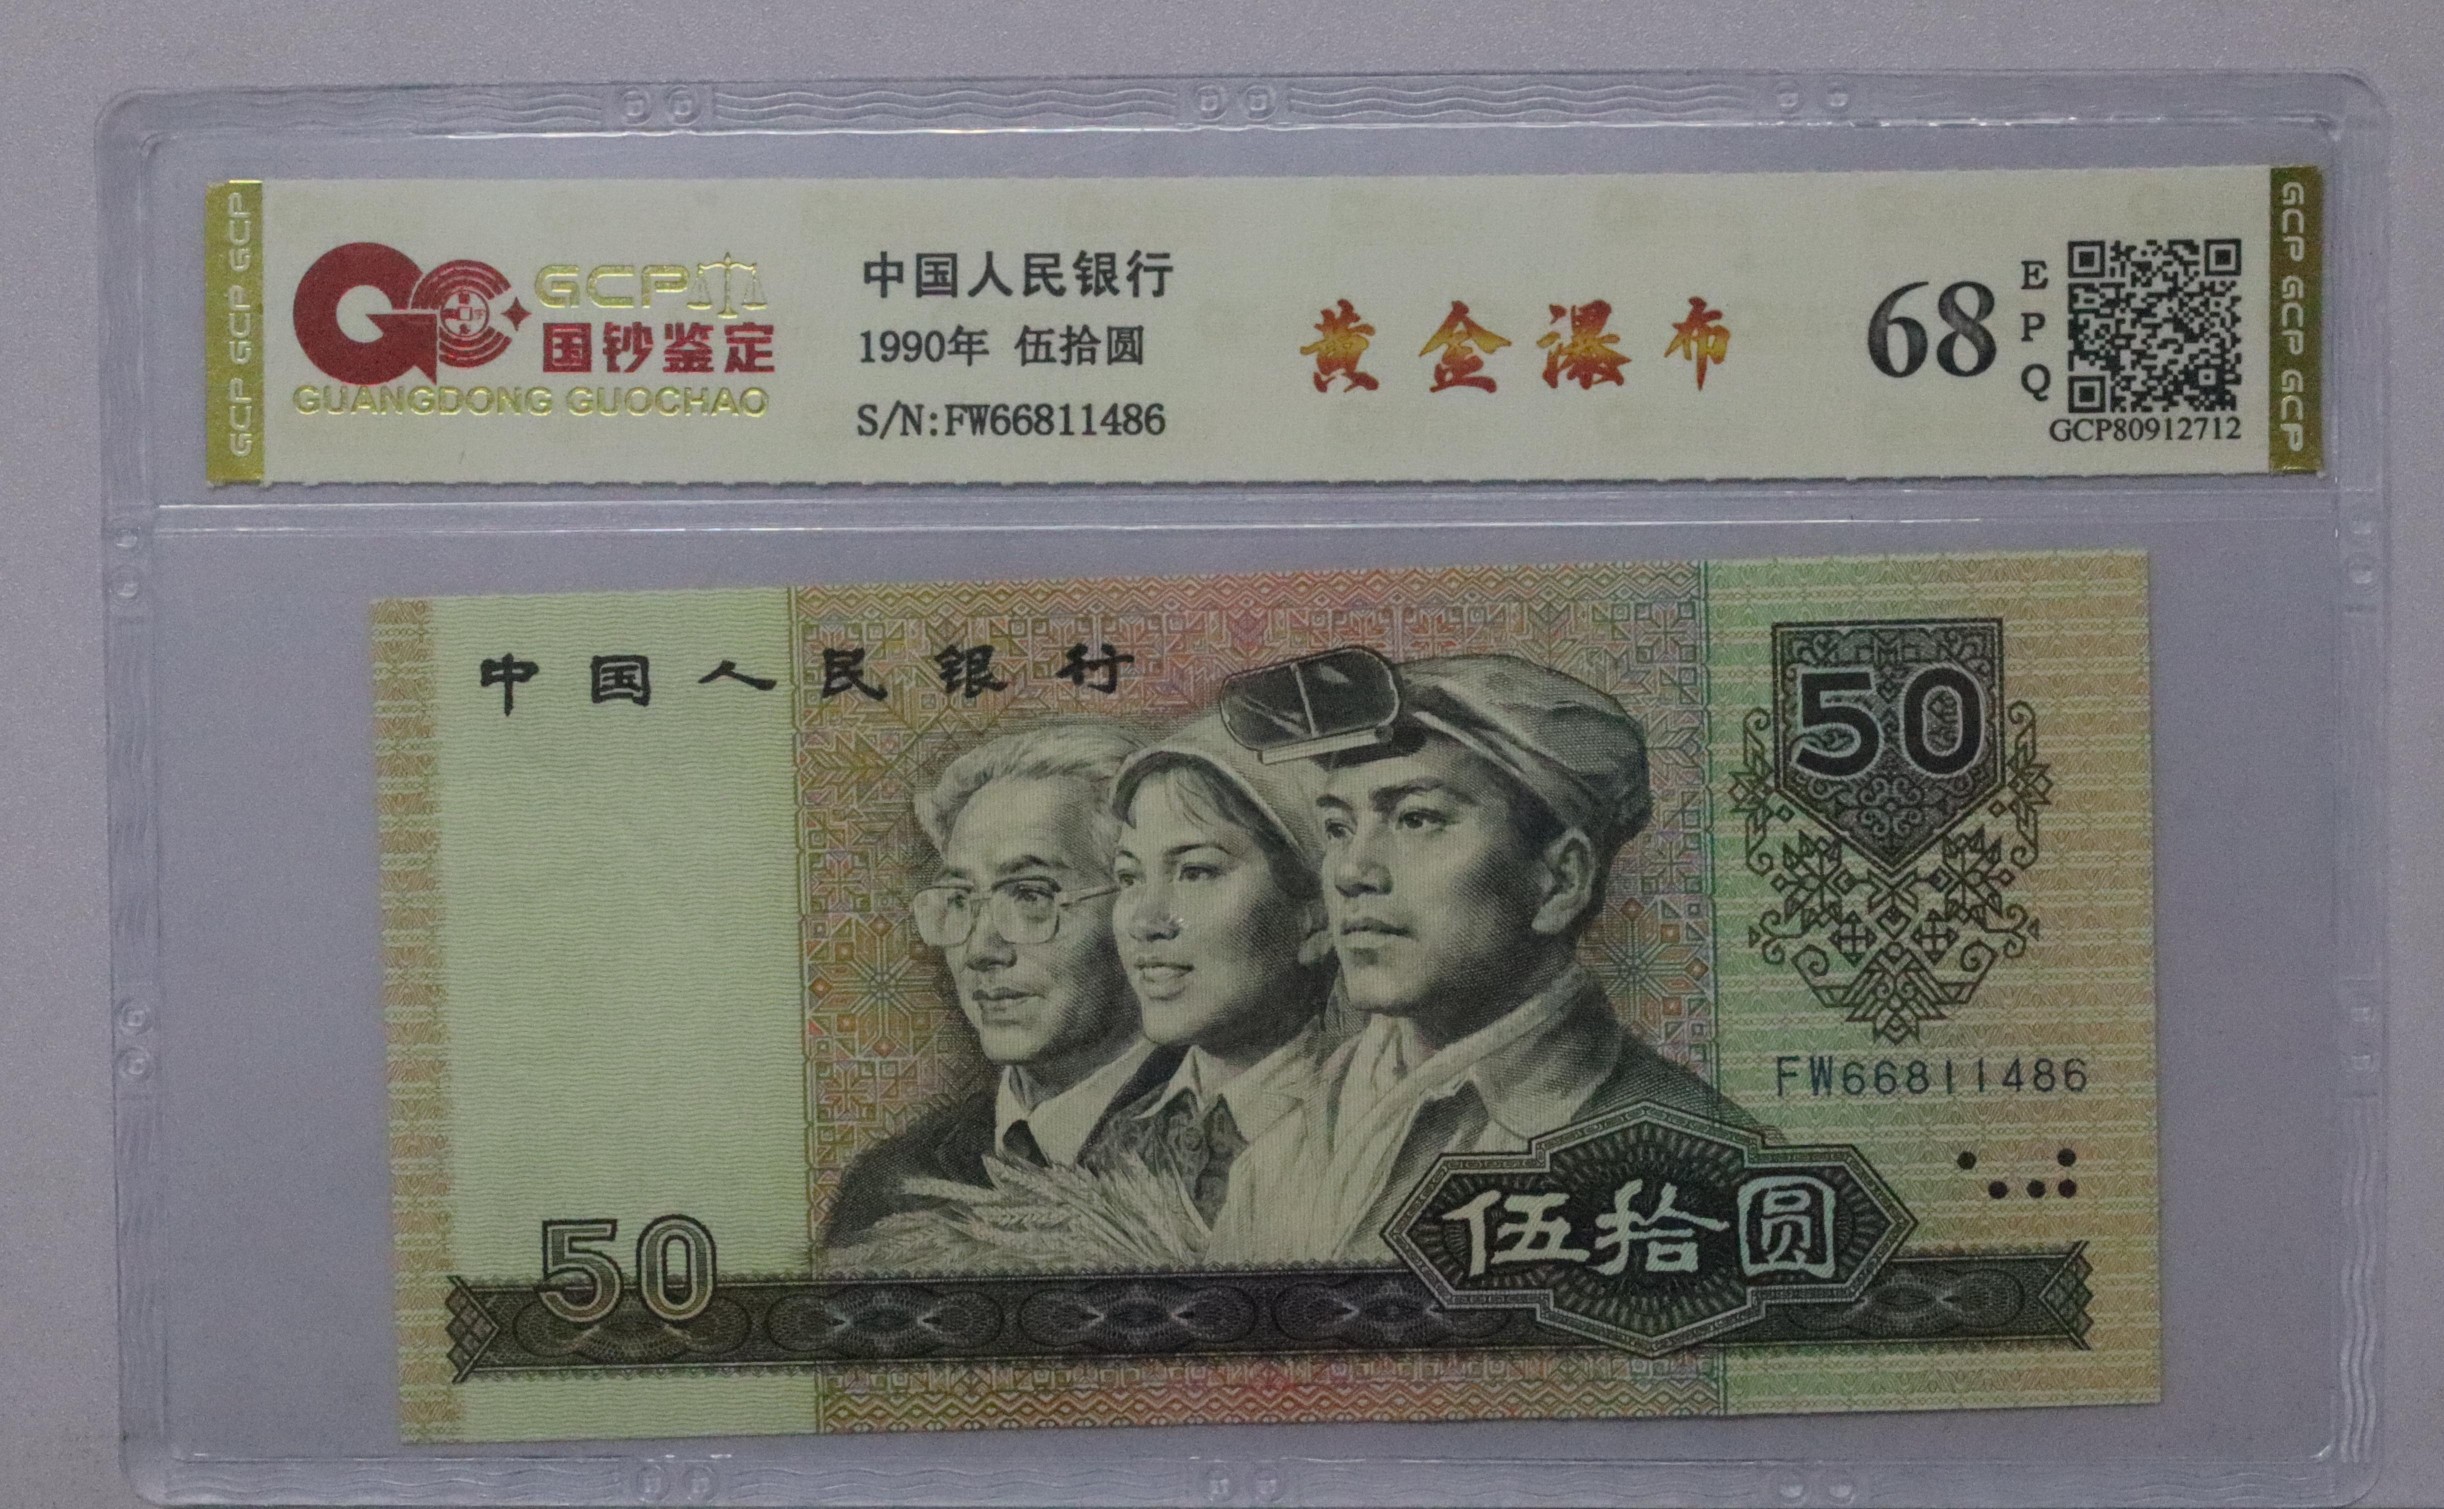 GCP GCP GCP
GCP
国钞鉴定
GUANGDONG GUOCHAO
中国人民银行
1990年 伍拾圆
S/N:FW66811486
黄金瀑布
68
EPQ
GCP80912712
GCP GCP GCP
中国人民银行
50
FW66811486
伍拾圆
50